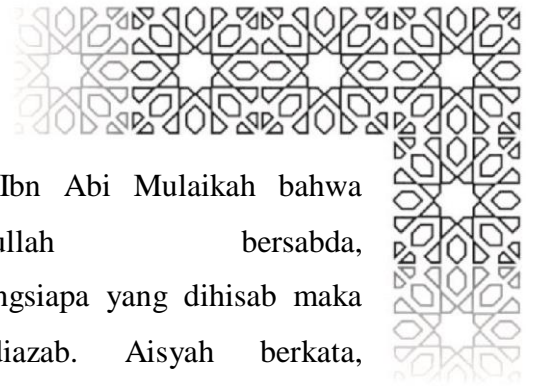 Ibn Abi Mulaikah bahwa
ullah bersabda,
ngsiapa yang dihisab maka
diazab. Aisyah berkata,